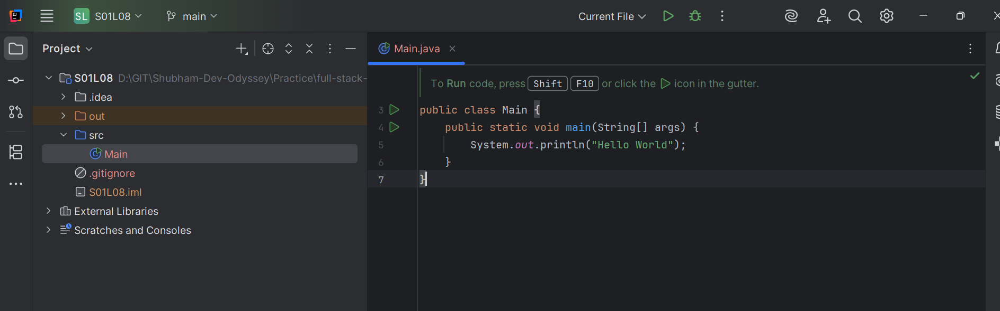 SL S01L08 main Current File
Project
Main.java
S01L08 D:\GIT\Shubham-Dev-Odyssey\Practice\full-stack-
.idea
out
src
Main
.gitignore
S01L08.iml
External Libraries
Scratches and Consoles
To Run code, press Shift F10 or click the icon in the gutter.
3 public class Main {
4 public static void main(String[] args) {
5 System.out.println("Hello World");
6 }
7 }